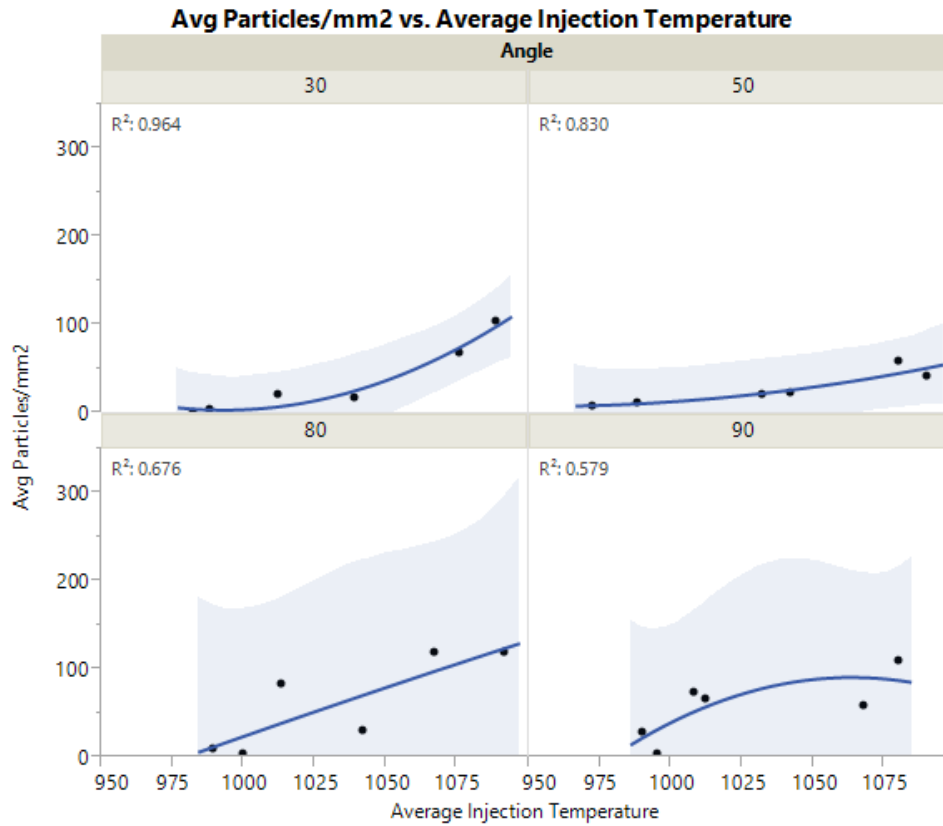 Avg Particles/mm2 vs. Average Injection Temperature
Angle
30 50
R²: 0.964 R²: 0.830
300
200
100
0
80 90
R²: 0.676 R²: 0.579
300
200
100
0
950 975 1000 1025 1050 1075 950 975 1000 1025 1050 1075
Avg Particles/mm2
Average Injection Temperature